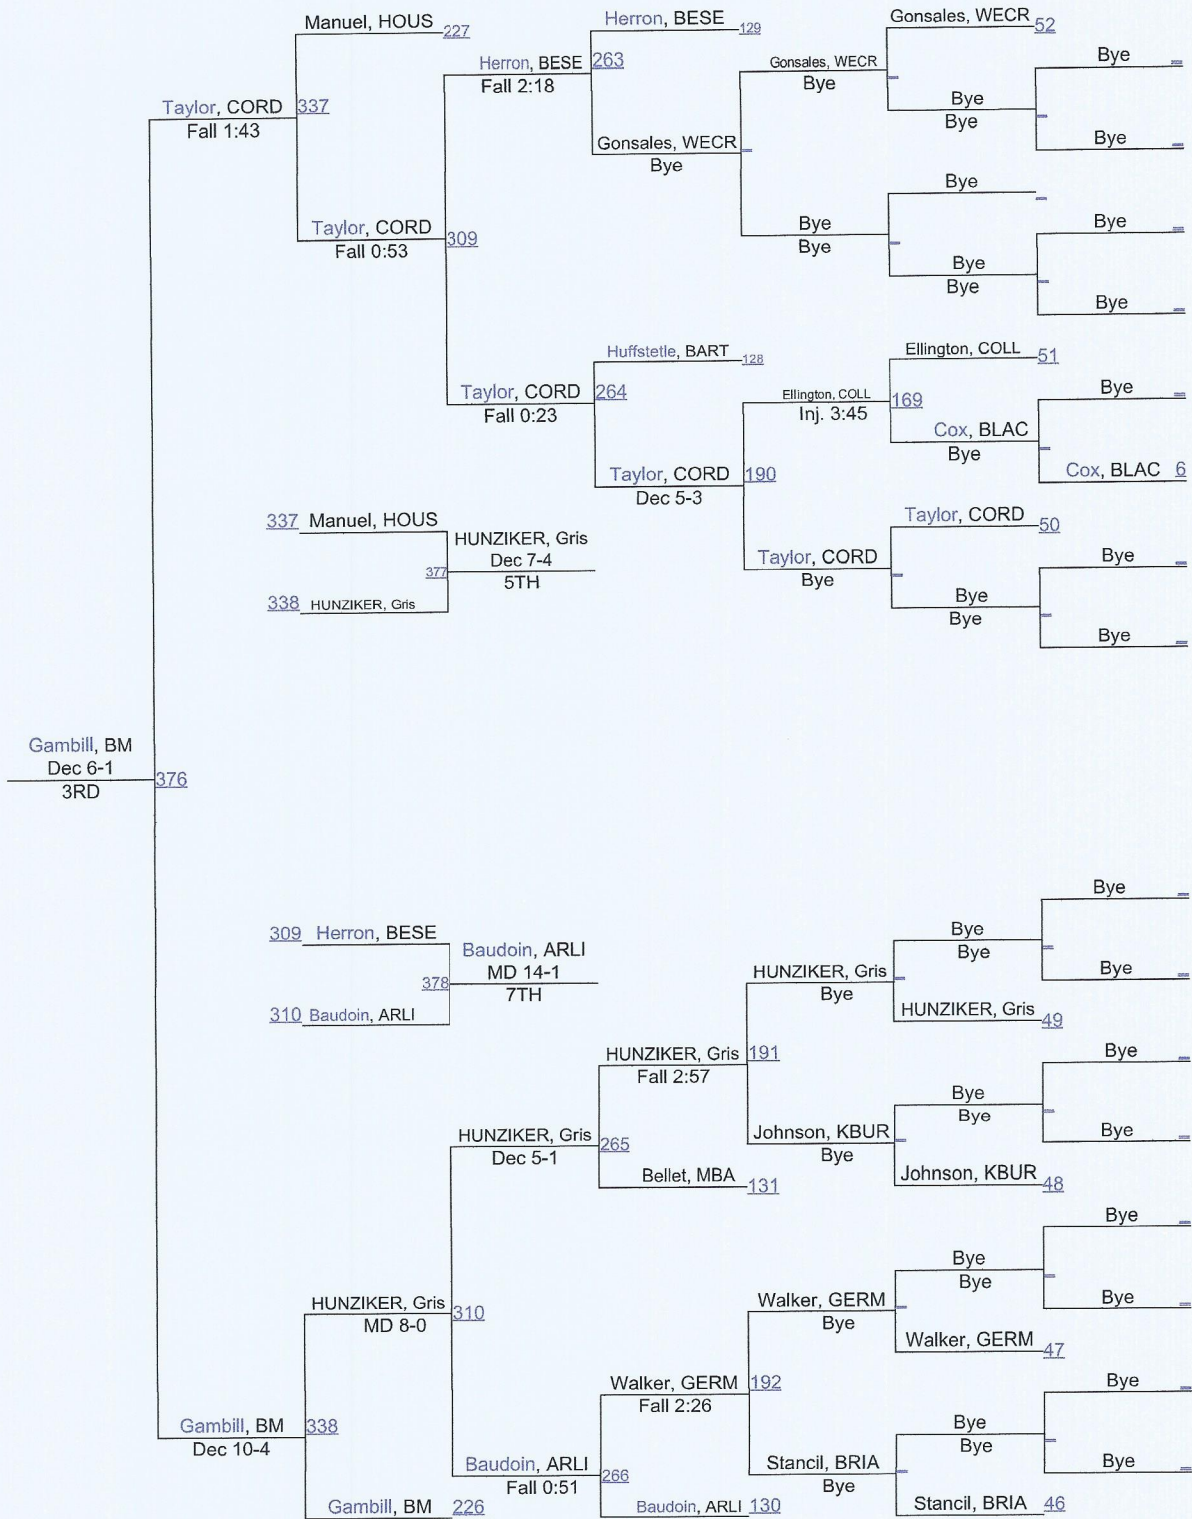 Manuel, HOUS 227
Herron, BESE 129
Gonsales, WECR 52
Bye
Herron, BESE 263
Fall 2:18
Gonsales, WECR
Bye
Bye
Bye
Taylor, CORD 337
Fall 1:43
Gonsales, WECR
Bye
Bye
Bye
Taylor, CORD 309
Fall 0:53
Bye
Bye
Bye
Bye
Bye
Bye
Huffstetle, BART 128
Ellington, COLL 51
Taylor, CORD 264
Fall 0:23
Ellington, COLL 169
Inj. 3:45
Bye
Cox, BLAC
Bye
Cox, BLAC 6
Taylor, CORD 190
Dec 5-3
337 Manuel, HOUS
Taylor, CORD 50
377
HUNZIKER, Gris
Dec 7-4
5TH
Taylor, CORD
Bye
Bye
338 HUNZIKER, Gris
Bye
Bye
Bye
Gambill, BM
Dec 6-1
3RD
376
Bye
309 Herron, BESE
Bye
Bye
378
Baudoin, ARLI
MD 14-1
7TH
HUNZIKER, Gris
Bye
Bye
310 Baudoin, ARLI
HUNZIKER, Gris 49
HUNZIKER, Gris 191
Fall 2:57
Bye
Bye
Bye
HUNZIKER, Gris 265
Dec 5-1
Johnson, KBUR
Bye
Bye
Bellet, MBA 131
Johnson, KBUR 48
Bye
Bye
Bye
HUNZIKER, Gris 310
MD 8-0
Walker, GERM
Bye
Bye
Walker, GERM 47
Walker, GERM 192
Fall 2:26
Bye
Gambill, BM 338
Dec 10-4
Bye
Bye
Baudoin, ARLI 266
Fall 0:51
Stancil, BRIA
Bye
Bye
Gambill, BM 226
Baudoin, ARLI 130
Stancil, BRIA 46